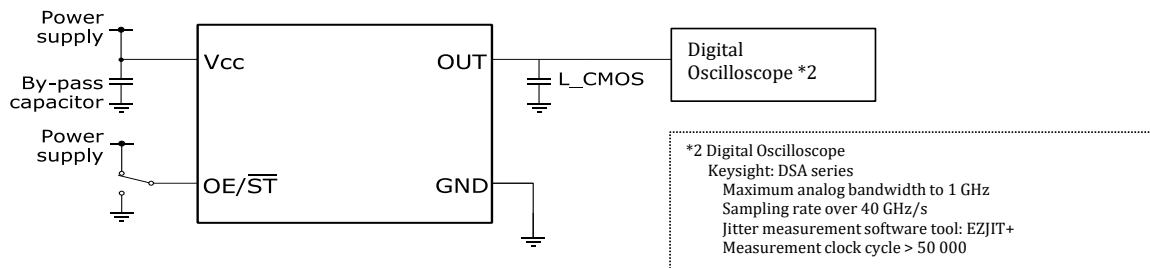 Power
supply
By-pass
capacitor
Power
supply
Vcc
OE/ST
OUT
GND
L_CMOS
Digital
Oscilloscope *2
*2 Digital Oscilloscope
Keysight: DSA series
Maximum analog bandwidth to 1 GHz
Sampling rate over 40 GHz/s
Jitter measurement software tool: EZJIT+
Measurement clock cycle > 50 000